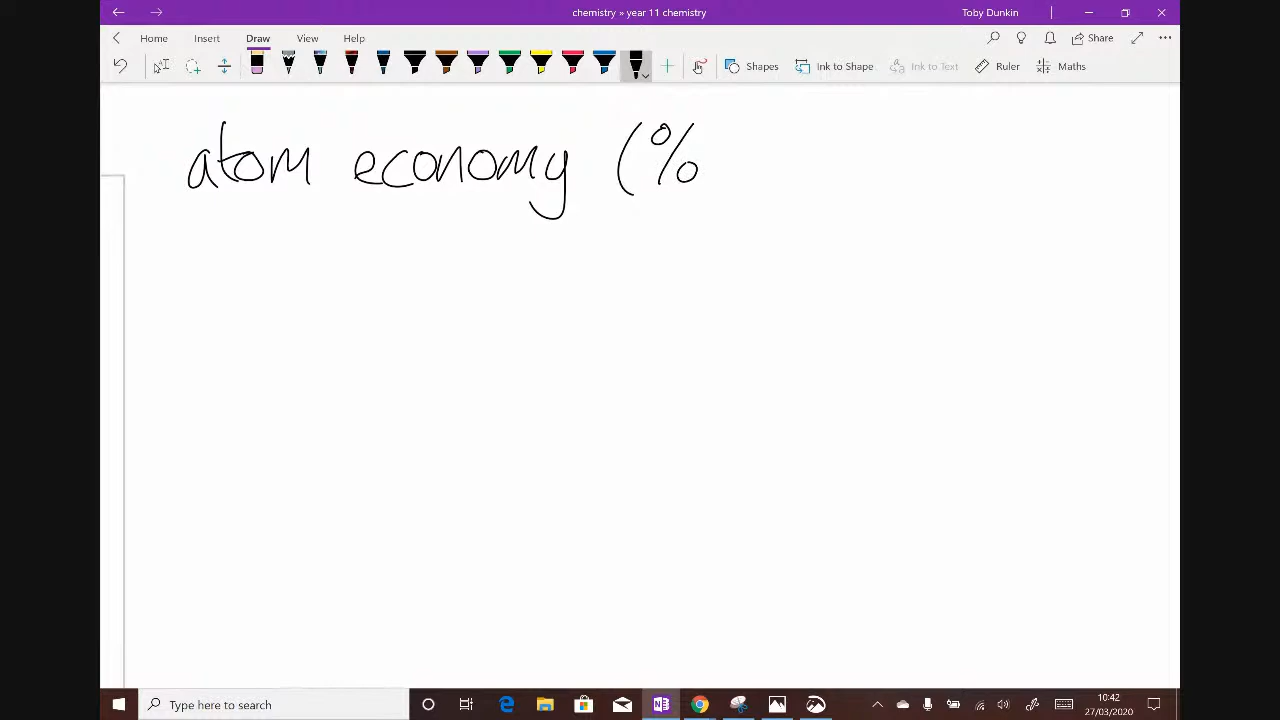 chemistry » year 11 chemistry
Toby Dunkin
Home Insert Draw View Help
Share
Shapes
Ink to Shape
Ink to Text
Ruler
Maths
atom economy (%
Type here to search
10:42
27/03/2020